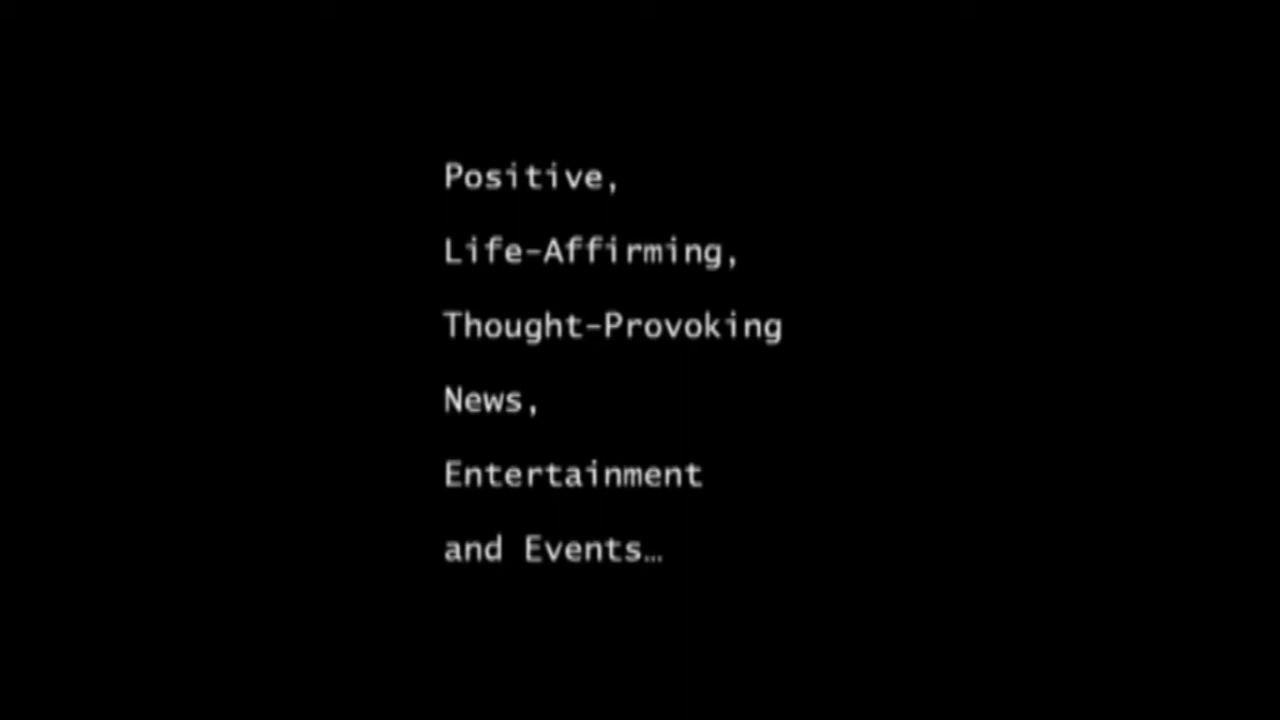 Positive,
Life-Affirming,
Thought-Provoking
News,
Entertainment
and Events…